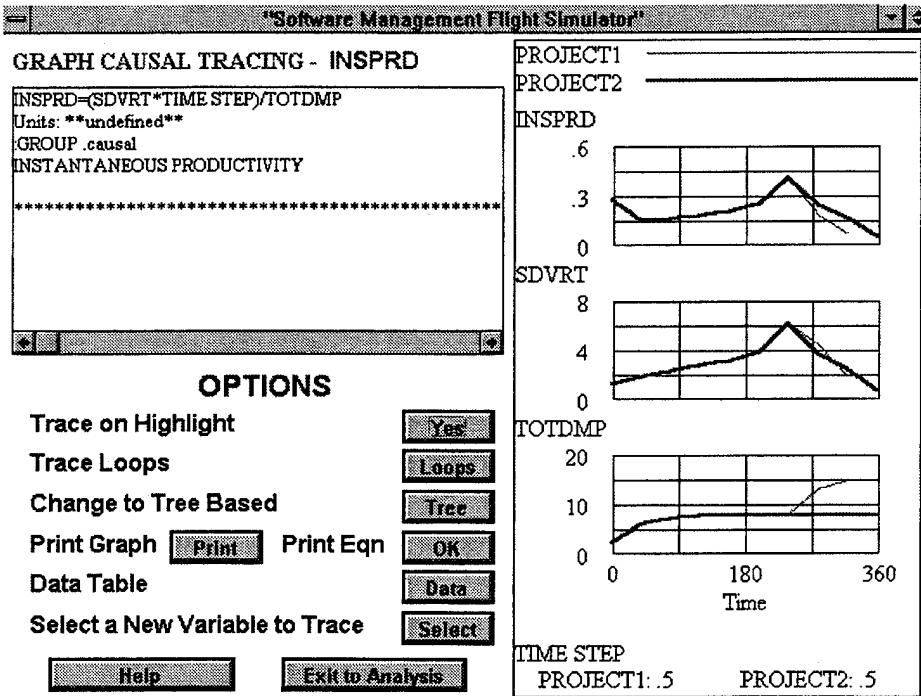 "Software Management Flight Simulator"
GRAPH CAUSAL TRACING - INSPRD
INSPRD=(SDVRT*TIME STEP)/TOTDMP
Units: **undefined**
:GROUP .causal
INSTANTANEOUS PRODUCTIVITY
************************************************
OPTIONS
Trace on Highlight Yes
Trace Loops Loops
Change to Tree Based Tree
Print Graph Print Print Eqn OK
Data Table Data
Select a New Variable to Trace Select
Help Exit to Analysis
PROJECT1
PROJECT2
INSPRD
.6
.3
0
SDVRT
8
4
0
TOTDMP
20
10
0
0 180 360
Time
TIME STEP
PROJECT1: .5 PROJECT2: .5